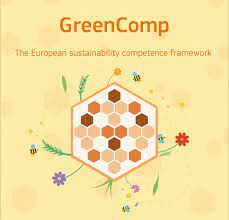 GreenComp
The European sustainability competence framework